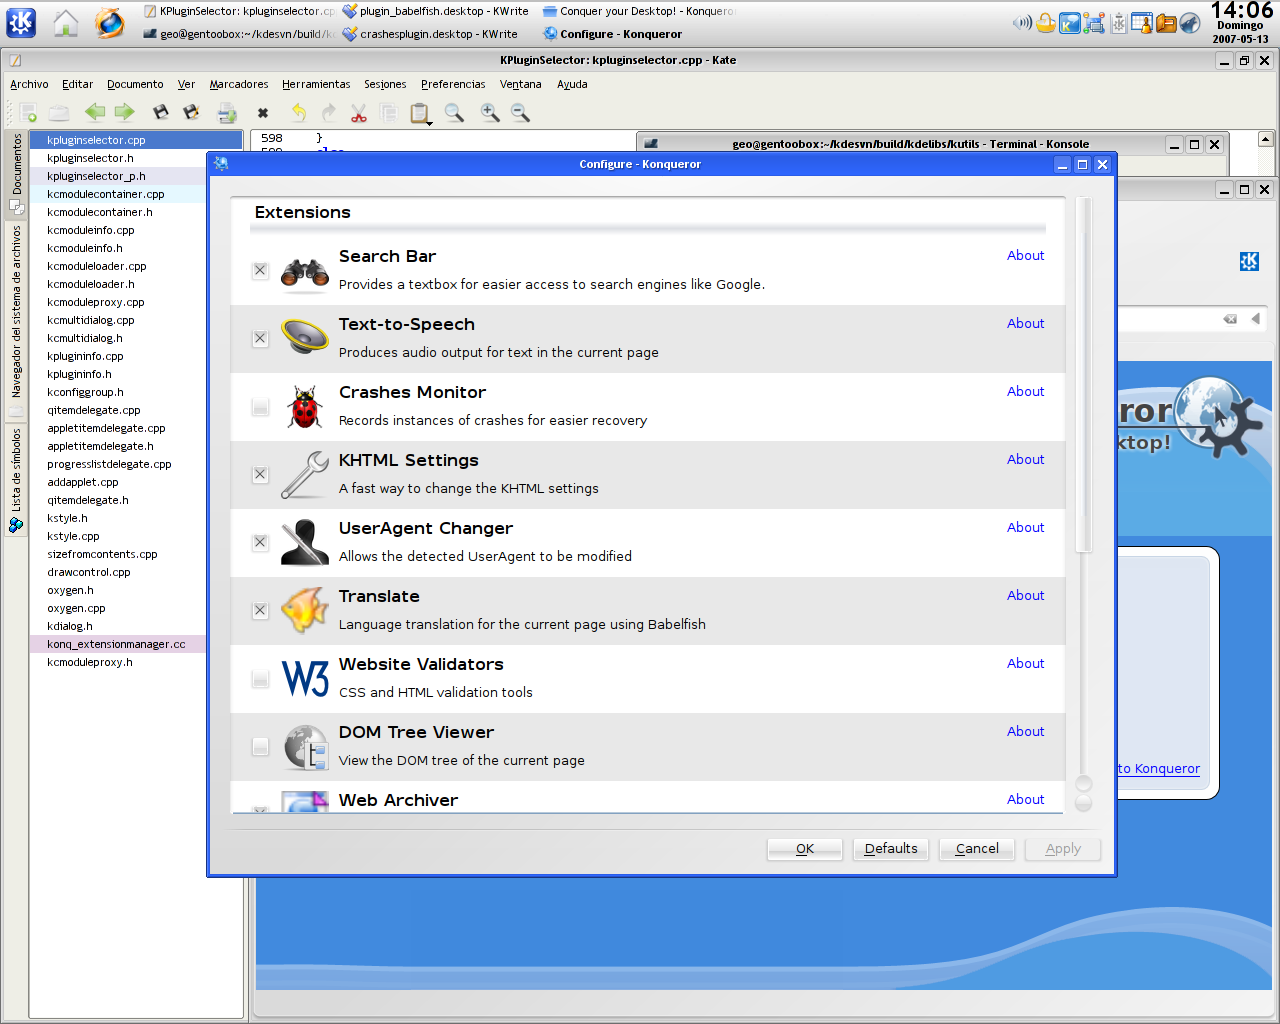 KPluginSelector: kpluginselector.cp
plugin_babelfish.desktop - KWrite
Conquer your Desktop! - Konquero
geo@gentoobox:~/kdesvn/build/k
crashesplugin.desktop - KWrite
Configure - Konqueror
14:06
Domingo
2007-05-13
KPluginSelector: kpluginselector.cpp - Kate
Archivo Editar Documento Ver Marcadores Herramientas Sesiones Preferencias Ventana Ayuda
Documentos
Navegador del sistema de archivos
Lista de símbolos
kpluginselector.cpp
kpluginselector.h
kpluginselector_p.h
kcmodulecontainer.cpp
kcmodulecontainer.h
kcmoduleinfo.cpp
kcmoduleinfo.h
kcmoduleloader.cpp
kcmoduleloader.h
kcmoduleproxy.cpp
kcmultidialog.cpp
kcmultidialog.h
kplugininfo.cpp
kplugininfo.h
kconfiggroup.h
qitemdelegate.cpp
appletitemdelegate.cpp
appletitemdelegate.h
progresslistdelegate.cpp
addapplet.cpp
qitemdelegate.h
kstyle.h
kstyle.cpp
sizefromcontents.cpp
drawcontrol.cpp
oxygen.h
oxygen.cpp
kdialog.h
konq_extensionmanager.cc
kcmoduleproxy.h
598 }
geo@gentoobox:~/kdesvn/build/kdelibs/kutils - Terminal - Konsole
Configure - Konqueror
Extensions
Search Bar
About
Provides a textbox for easier access to search engines like Google.
Text-to-Speech
About
Produces audio output for text in the current page
Crashes Monitor
About
Records instances of crashes for easier recovery
KHTML Settings
About
A fast way to change the KHTML settings
UserAgent Changer
About
Allows the detected UserAgent to be modified
Translate
About
Language translation for the current page using Babelfish
W3
Website Validators
About
CSS and HTML validation tools
DOM Tree Viewer
About
View the DOM tree of the current page
Web Archiver
About
OK Defaults Cancel Apply
ror
ktop!
to Konqueror